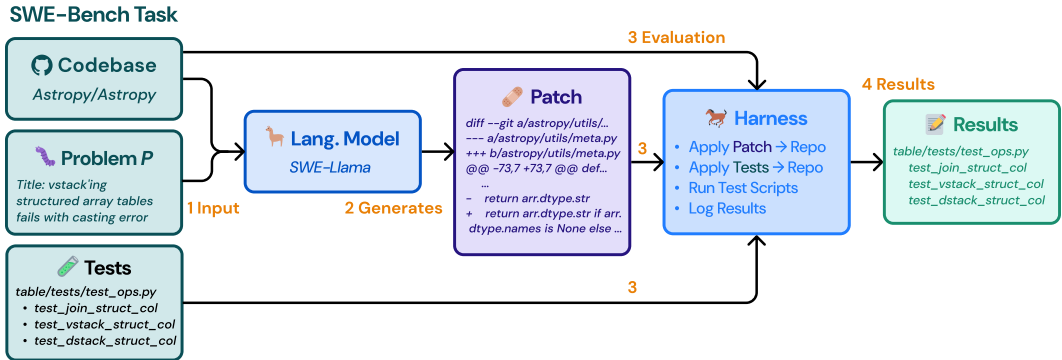 SWE-Bench Task
Codebase
Astropy/Astropy
Problem P
Title: vstack'ing
structured array tables
fails with casting error
Tests
table/tests/test_ops.py
• test_join_struct_col
• test_vstack_struct_col
• test_dstack_struct_col
1 Input
Lang. Model
SWE-Llama
2 Generates
Patch
diff --git a/astropy/utils/...
--- a/astropy/utils/meta.py
+++ b/astropy/utils/meta.py
@@ -73,7 +73,7 @@ def...
...
-   return arr.dtype.str
+   return arr.dtype.str if arr.
dtype.names is None else ...
3 Evaluation
3
3
Harness
• Apply Patch → Repo
• Apply Tests → Repo
• Run Test Scripts
• Log Results
4 Results
Results
table/tests/test_ops.py
test_join_struct_col
test_vstack_struct_col
test_dstack_struct_col